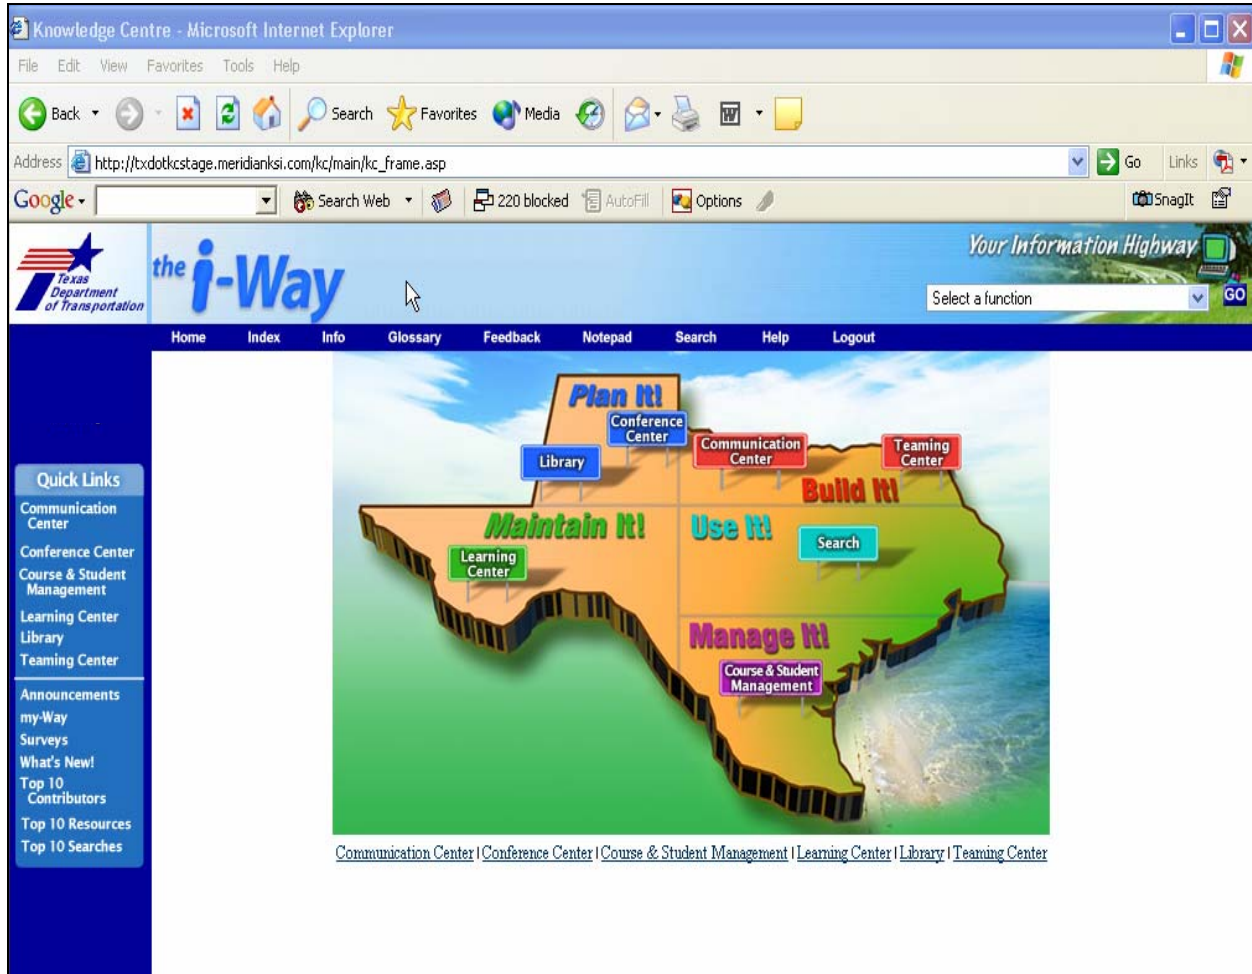 Knowledge Centre - Microsoft Internet Explorer
File Edit View Favorites Tools Help
Back Search Favorites Media
Address http://txdotkcstage.meridianksi.com/kc/main/kc_frame.asp Go Links
Google Search Web 220 blocked AutoFill Options SnagIt
Texas
Department
of Transportation
the i-Way
Your Information Highway
Select a function GO
Home Index Info Glossary Feedback Notepad Search Help Logout
Quick Links
Communication
Center
Conference Center
Course & Student
Management
Learning Center
Library
Teaming Center
Announcements
my-Way
Surveys
What's New!
Top 10
Contributors
Top 10 Resources
Top 10 Searches
Plan It!
Conference
Center
Library
Communication
Center
Teaming
Center
Build It!
Maintain It!
Learning
Center
Use It!
Search
Manage It!
Course & Student
Management
Communication Center | Conference Center | Course & Student Management | Learning Center | Library | Teaming Center